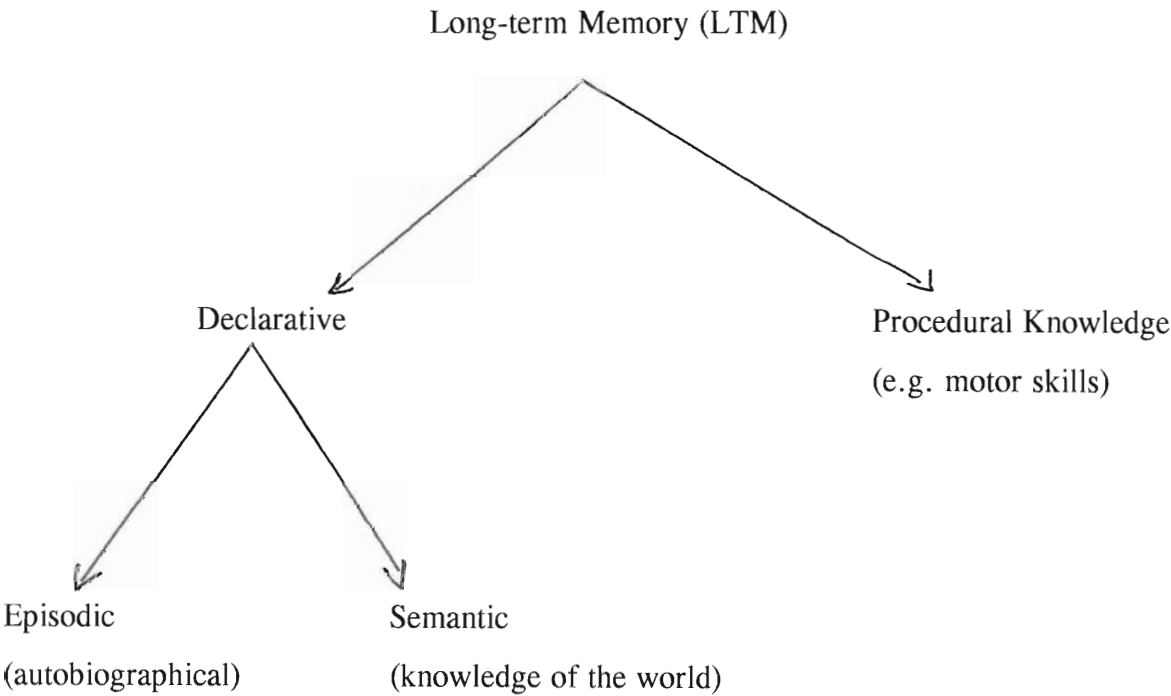 Long-term Memory (LTM)
Declarative
Procedural Knowledge
(e.g. motor skills)
Episodic
(autobiographical)
Semantic
(knowledge of the world)